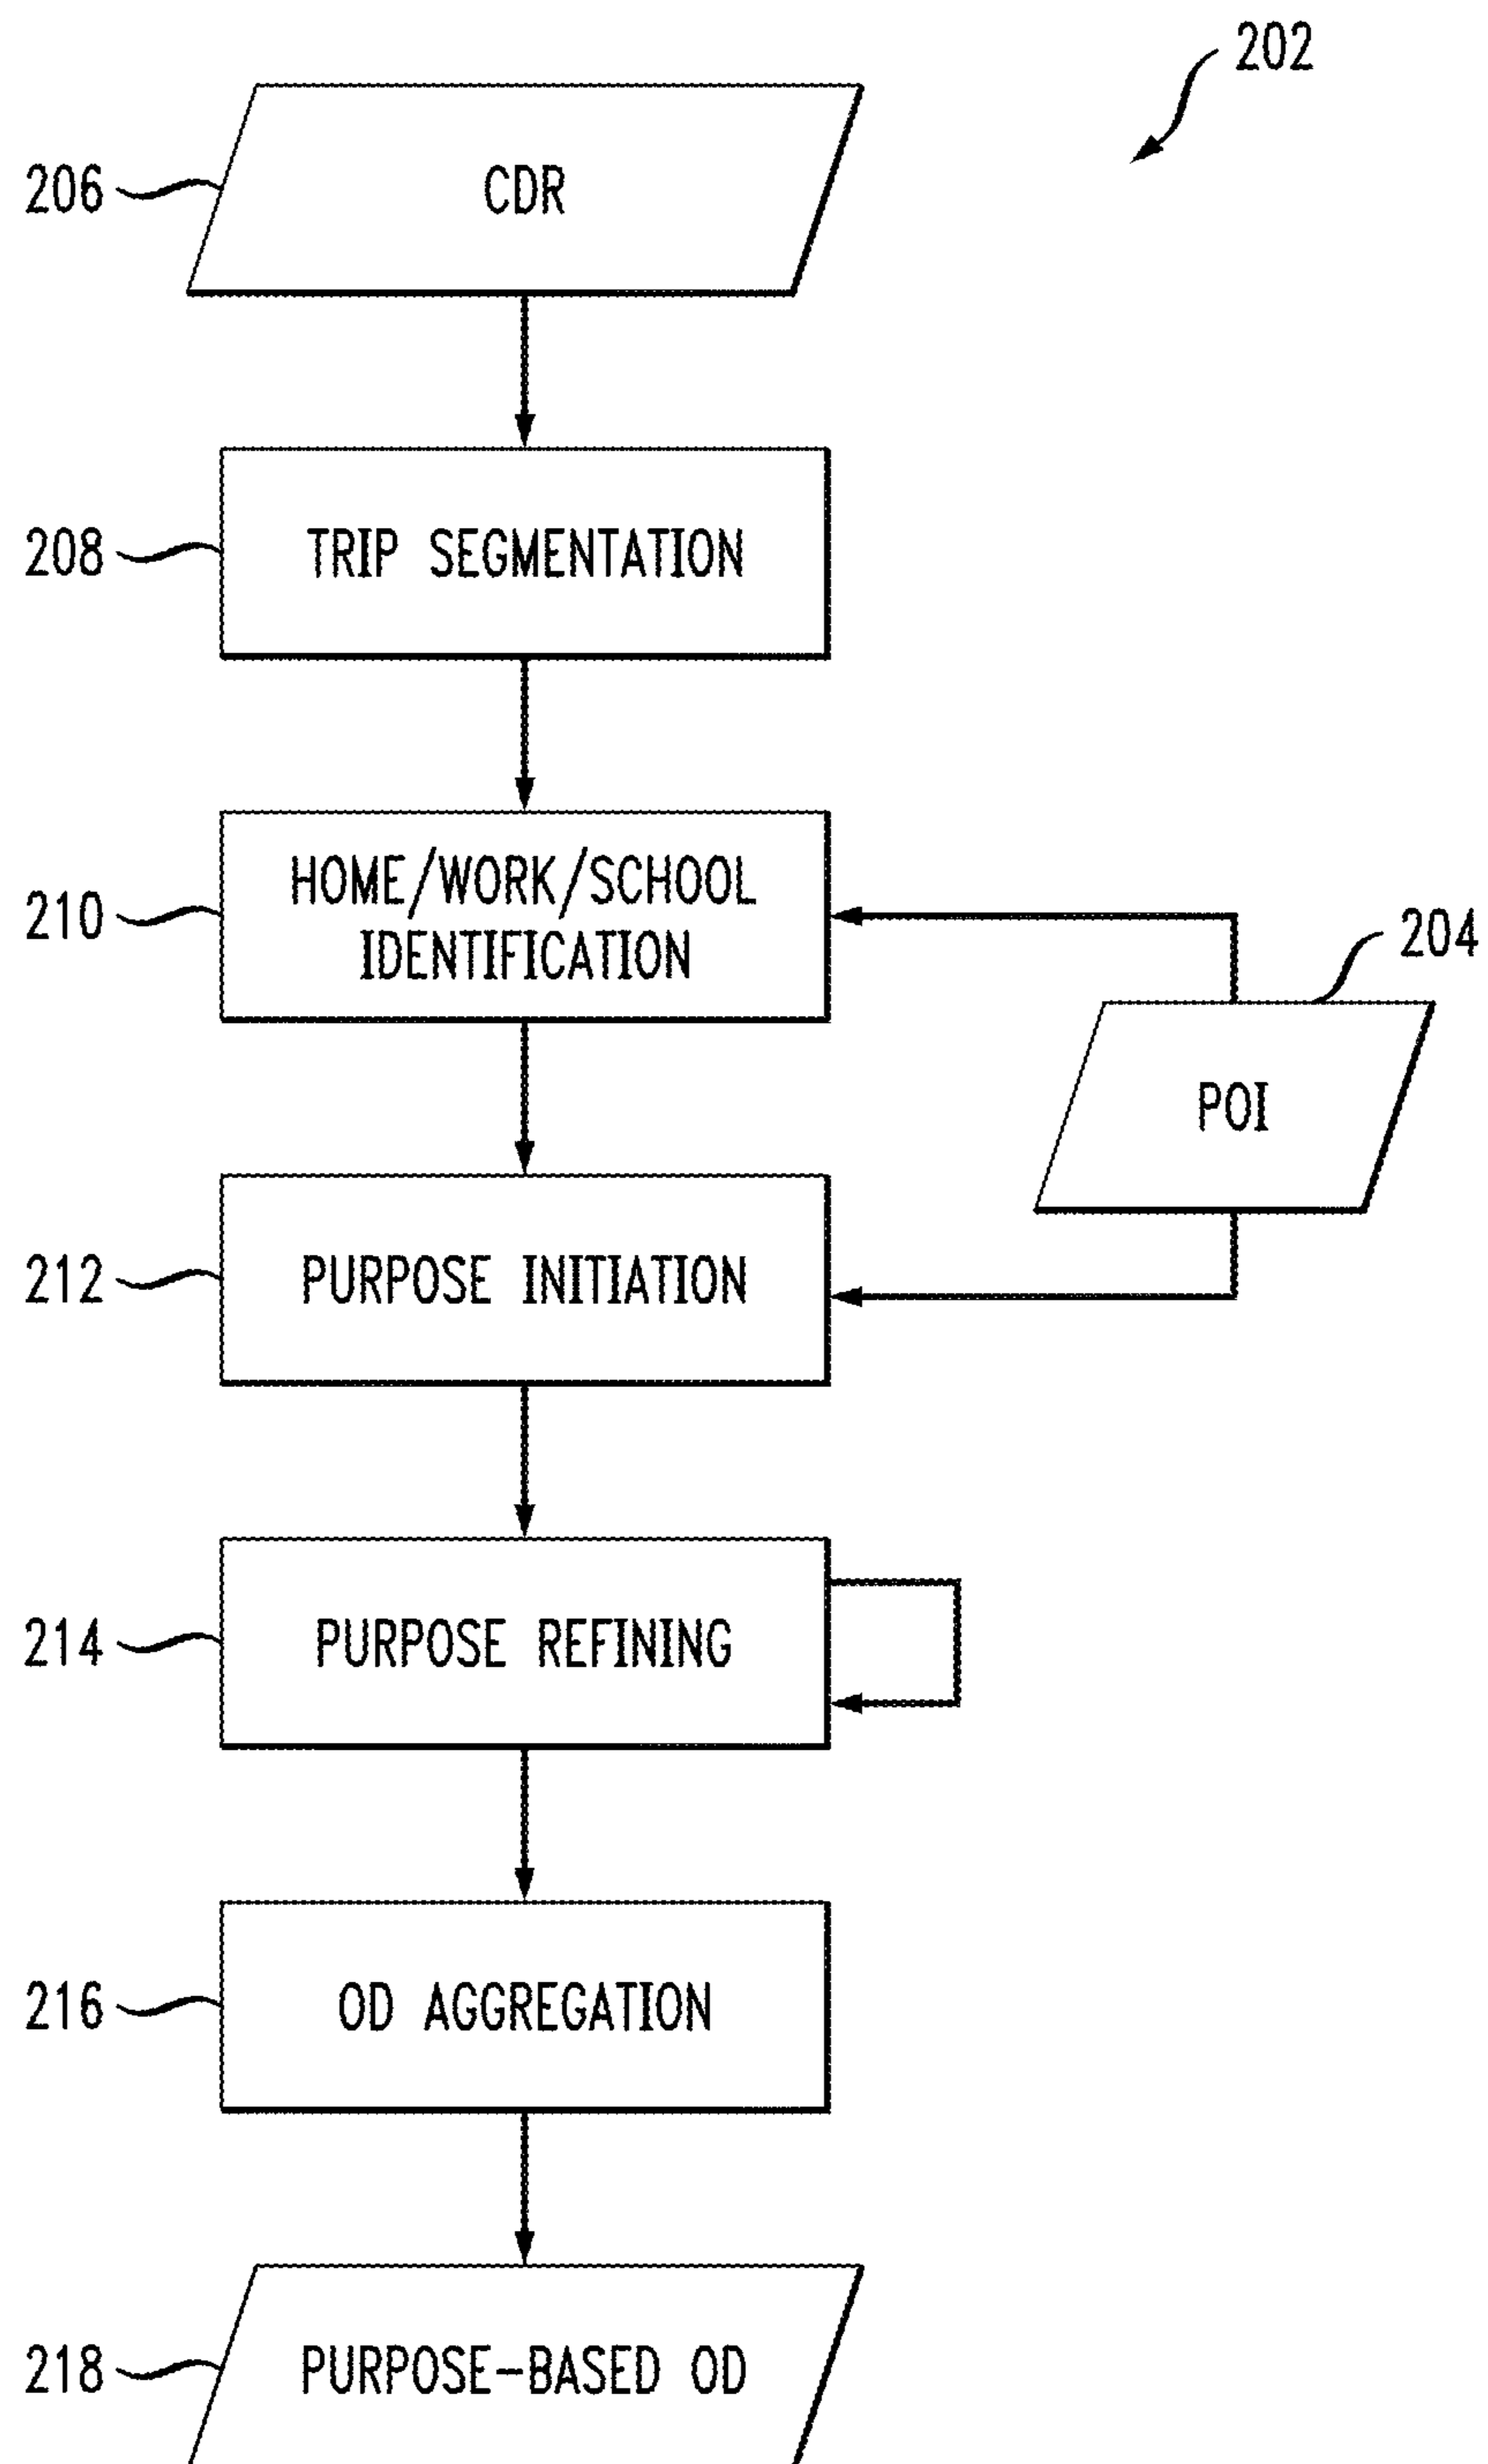 202
206
CDR
208
TRIP SEGMENTATION
210
HOME/WORK/SCHOOL
IDENTIFICATION
204
POI
212
PURPOSE INITIATION
214
PURPOSE REFINING
216
OD AGGREGATION
218
PURPOSE-BASED OD